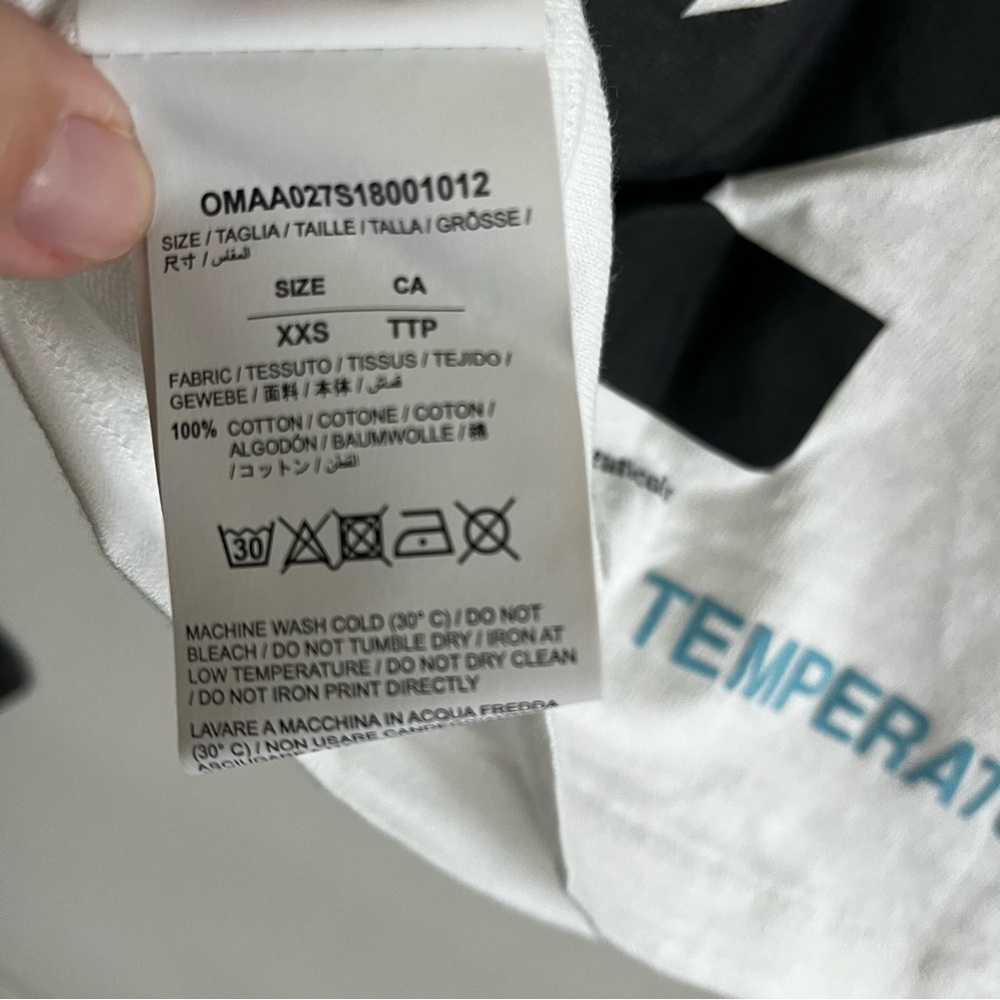 OMAA027S18001012
SIZE / TAGLIA / TAILLE / TALLA / GRÖSSE /
尺寸 / المقاس
SIZE CA
XXS TTP
FABRIC / TESSUTO / TISSUS / TEJIDO /
GEWEBE / 面料 / 本体 / قماش
100% COTTON / COTONE / COTON /
ALGODÓN / BAUMWOLLE / 棉
/ コットン / القطن
30
MACHINE WASH COLD (30° C) / DO NOT
BLEACH / DO NOT TUMBLE DRY / IRON AT
LOW TEMPERATURE / DO NOT DRY CLEAN
/ DO NOT IRON PRINT DIRECTLY
LAVARE A MACCHINA IN ACQUA FREDDA
(30° C) / NON USARE
TEMPERAT